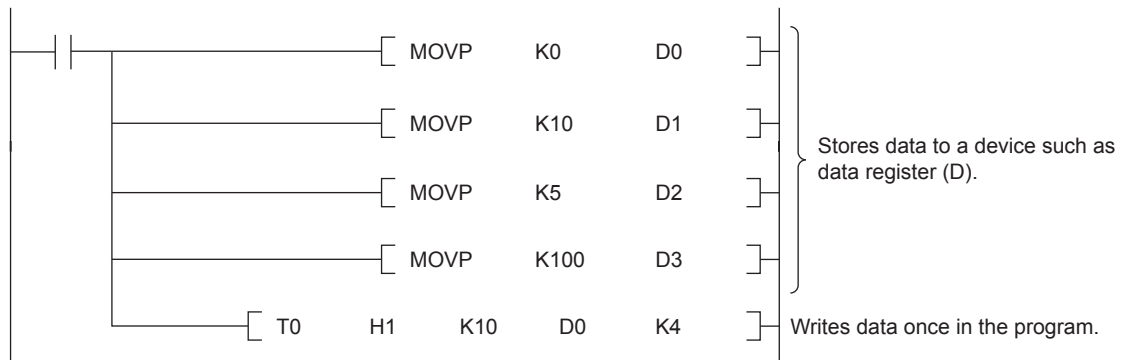 MOVP K0 D0
MOVP K10 D1
MOVP K5 D2
MOVP K100 D3
Stores data to a device such as
data register (D).
T0 H1 K10 D0 K4 Writes data once in the program.